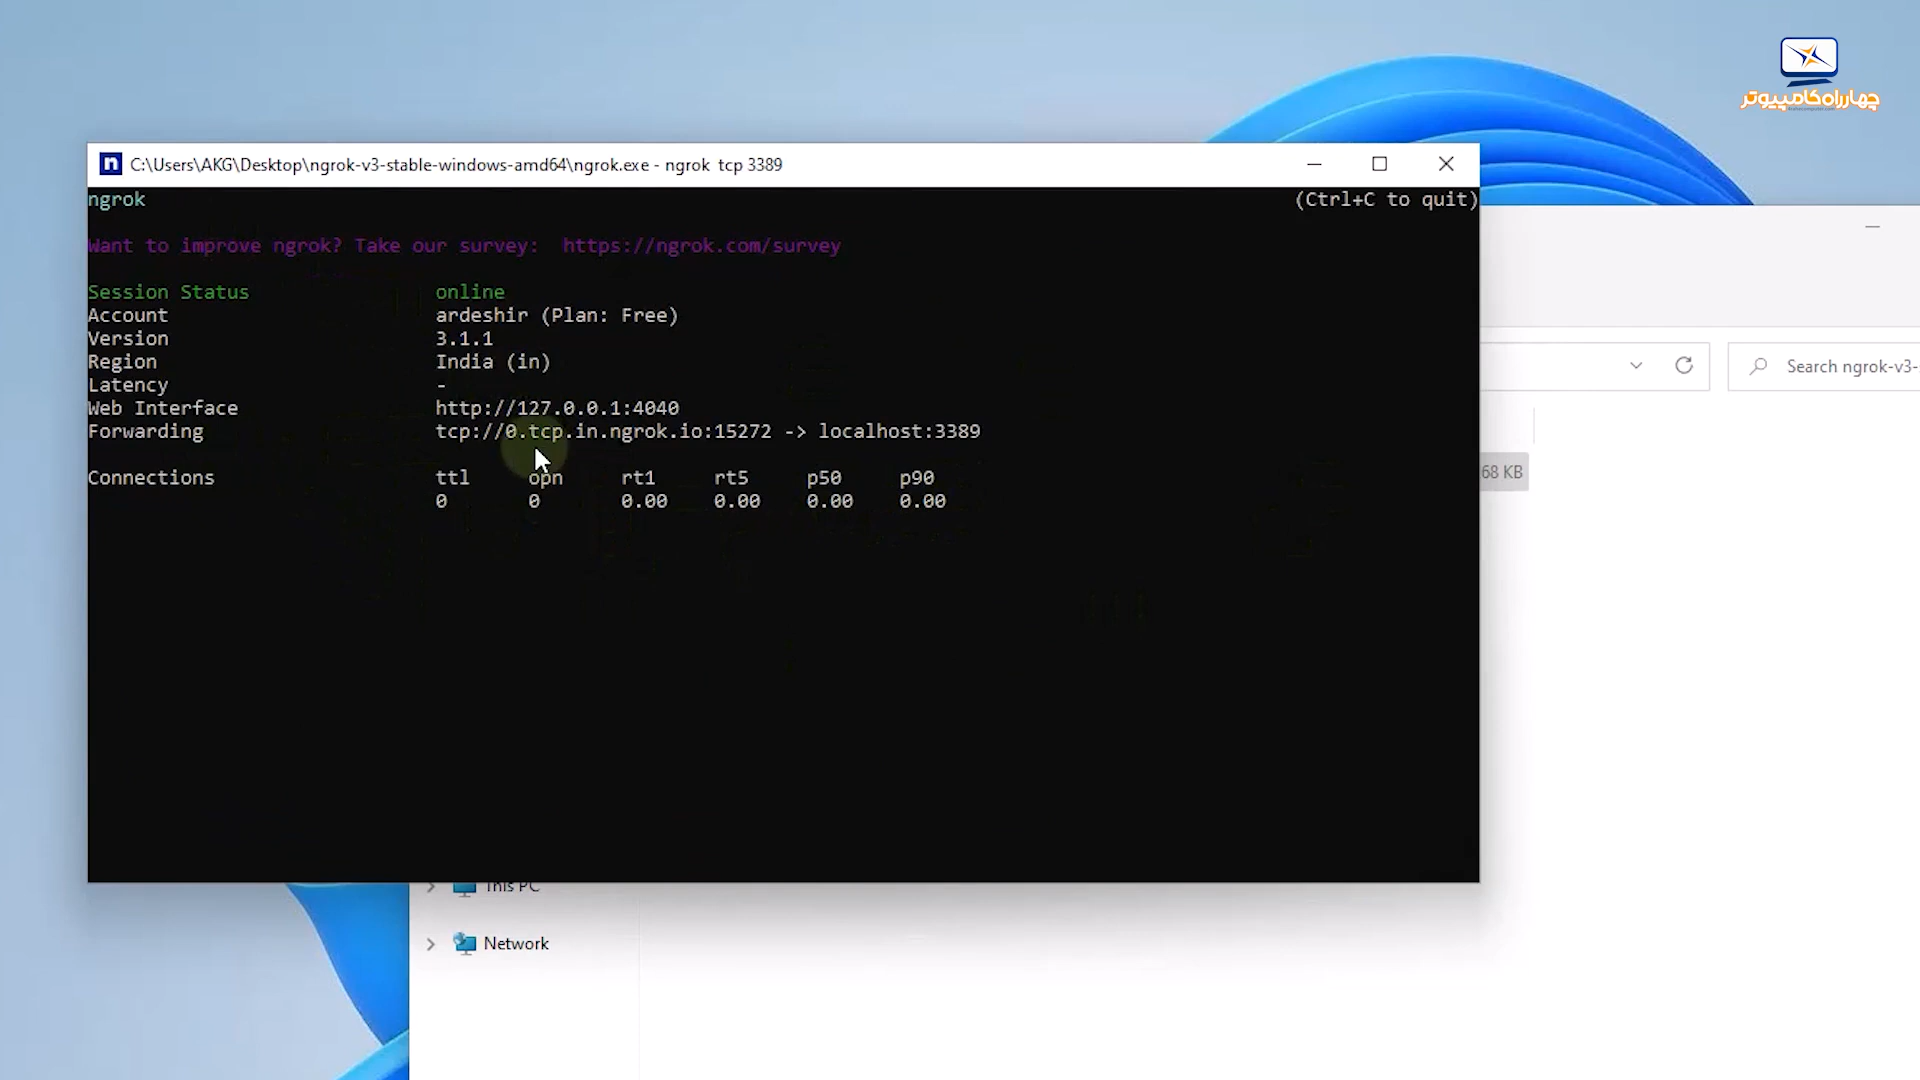 چهارراه کامپیوتر
C:\Users\AKG\Desktop\ngrok-v3-stable-windows-amd64\ngrok.exe - ngrok  tcp 3389
ngrok (Ctrl+C to quit)
Want to improve ngrok? Take our survey:  https://ngrok.com/survey
Session Status online
Account ardeshir (Plan: Free)
Version 3.1.1
Region India (in)
Latency -
Web Interface http://127.0.0.1:4040
Forwarding tcp://0.tcp.in.ngrok.io:15272 -> localhost:3389
Connections ttl opn rt1 rt5 p50 p90
0 0 0.00 0.00 0.00 0.00
Search ngrok-v3-
68 KB
This PC
Network